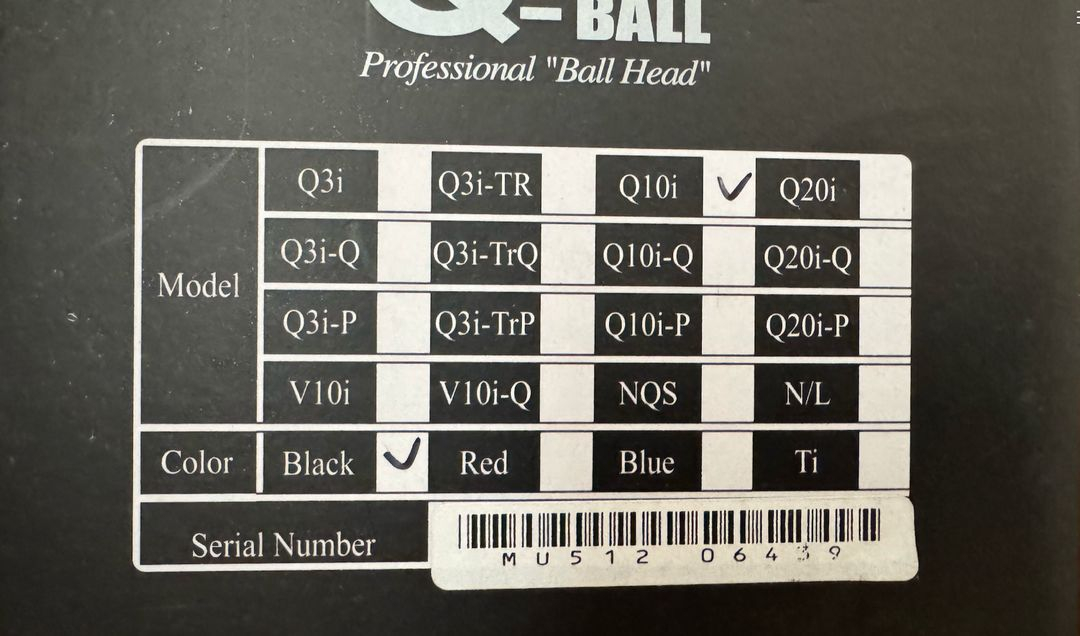 Q-BALL
Professional "Ball Head"
Model
Q3i Q3i-TR Q10i ✓ Q20i
Q3i-Q Q3i-TrQ Q10i-Q Q20i-Q
Q3i-P Q3i-TrP Q10i-P Q20i-P
V10i V10i-Q NQS N/L
Color Black ✓ Red Blue Ti
Serial Number MU512